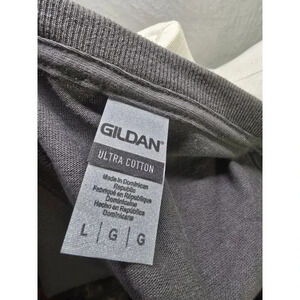 GILDAN
ULTRA COTTON
Made in Dominican
Republic
Fabriqué en République
Dominicaine
Hecho en República
Dominicana
L | G | G